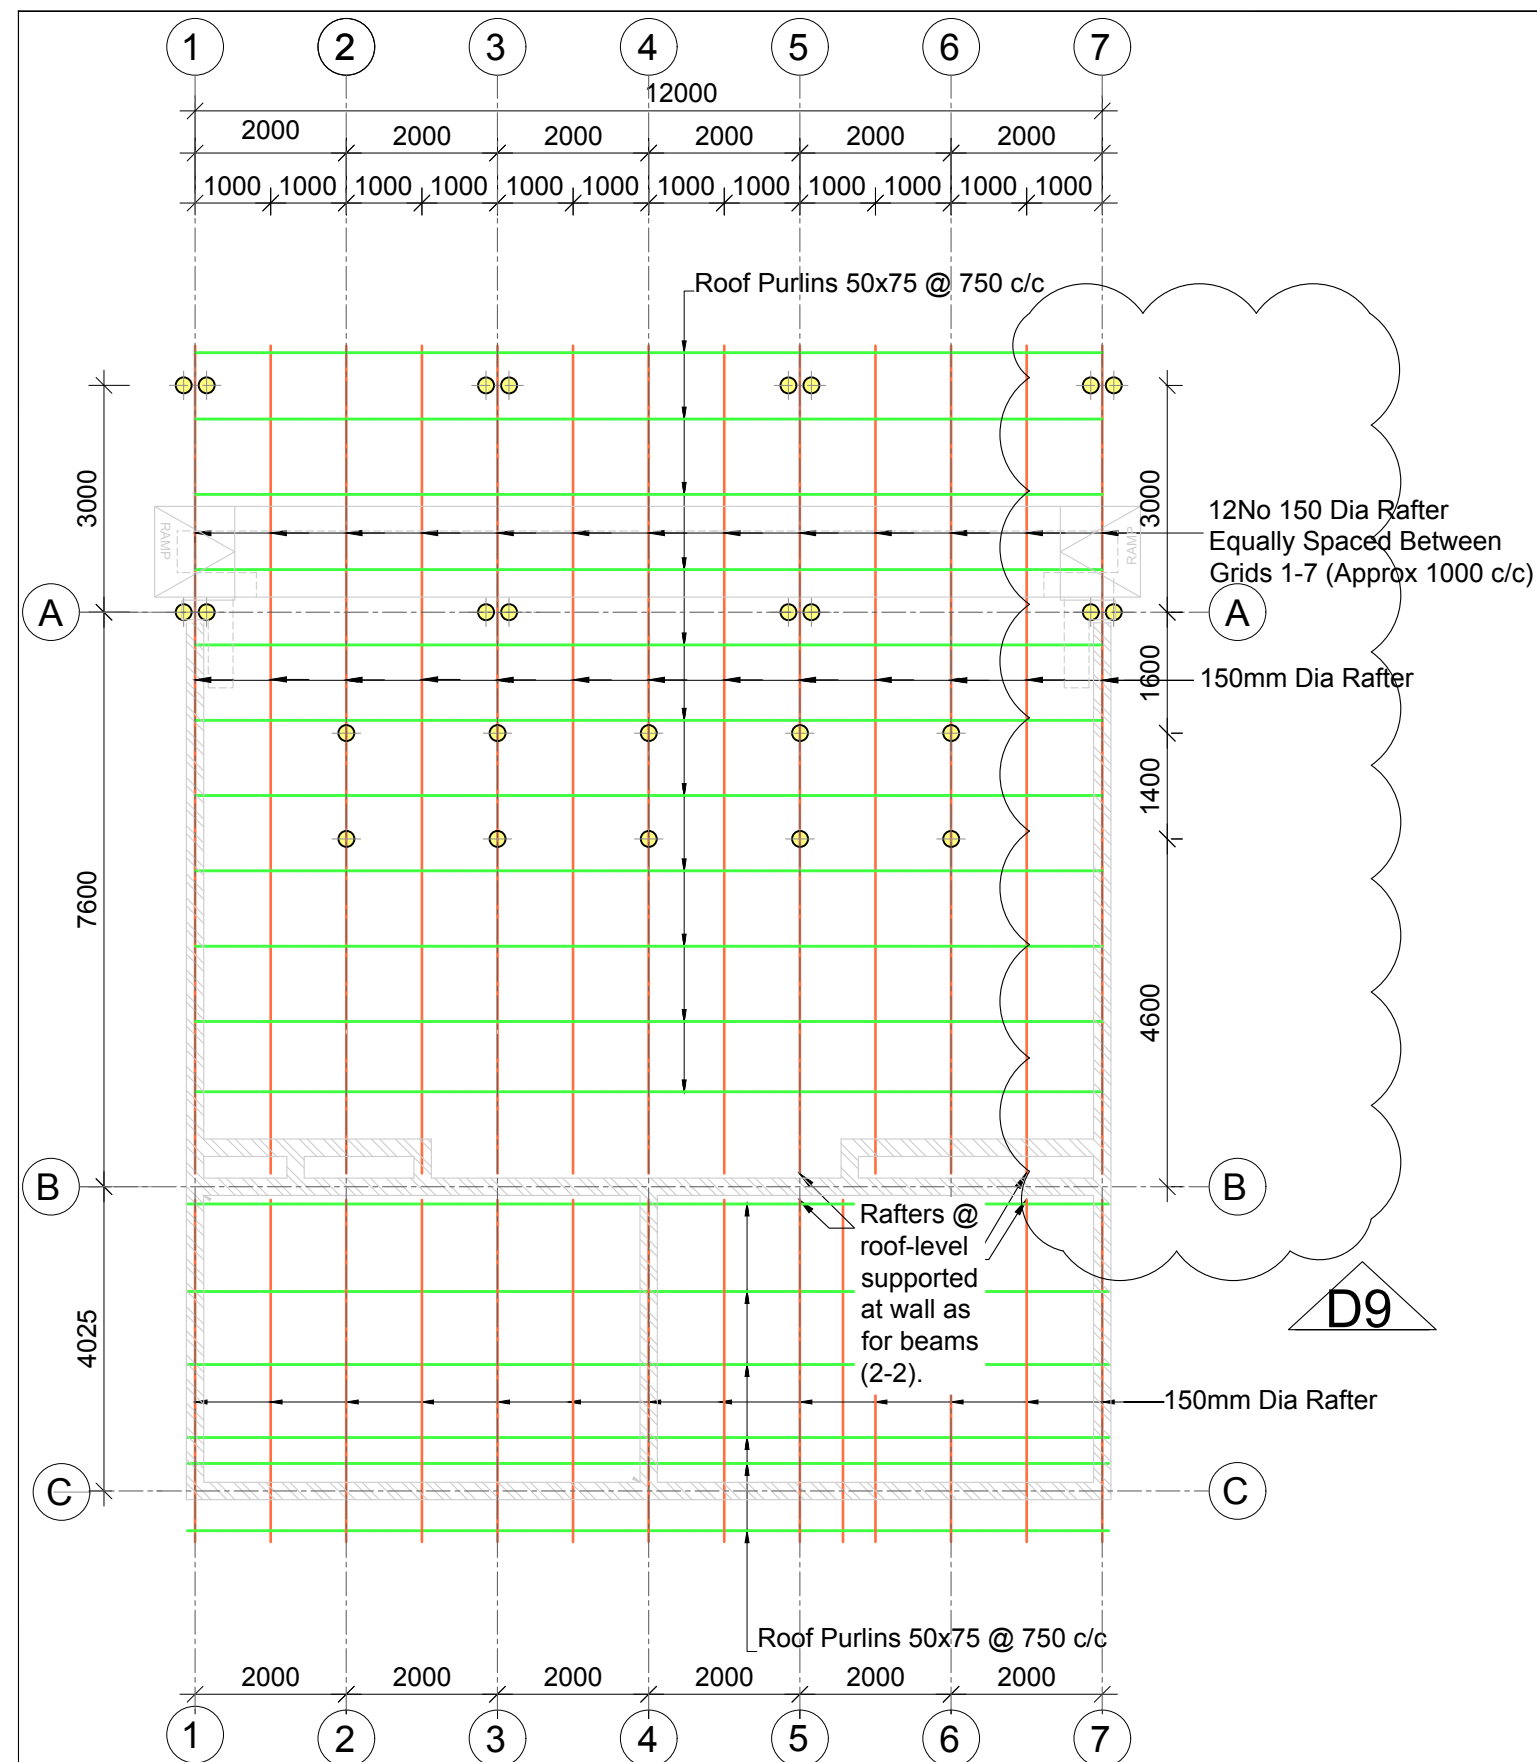 1 2 3 4 5 6 7
12000
2000 2000 2000 2000 2000 2000
1000 1000 1000 1000 1000 1000 1000 1000 1000 1000 1000 1000
Roof Purlins 50x75 @ 750 c/c
3000
3000
RAMP
RAMP
12No 150 Dia Rafter
Equally Spaced Between
Grids 1-7 (Approx 1000 c/c)
A
A
1600
150mm Dia Rafter
1400
7600
4600
B
B
Rafters @
roof-level
supported
at wall as
for beams
(2-2).
D9
4025
150mm Dia Rafter
C
C
Roof Purlins 50x75 @ 750 c/c
2000 2000 2000 2000 2000 2000
1 2 3 4 5 6 7